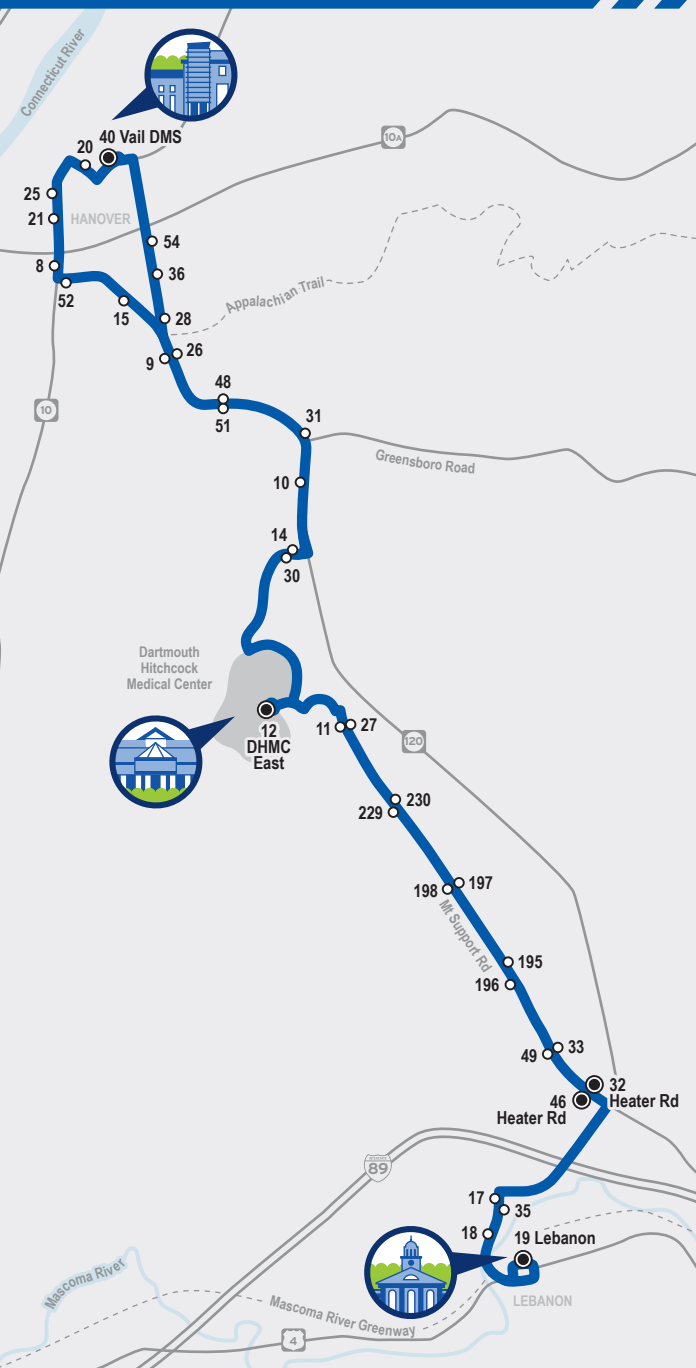 Connecticut River
40 Vail DMS
20
10A
25
21
HANOVER
54
8
36
52
15
28
Appalachian Trail
26
9
48
51
10
31
Greensboro Road
10
14
30
Dartmouth
Hitchcock
Medical Center
12
DHMC
East
11
27
120
230
229
197
198
Mt Support Rd
195
196
33
49
32
Heater Rd
46
Heater Rd
89
17
35
18
19 Lebanon
Mascoma River
LEBANON
Mascoma River Greenway
4